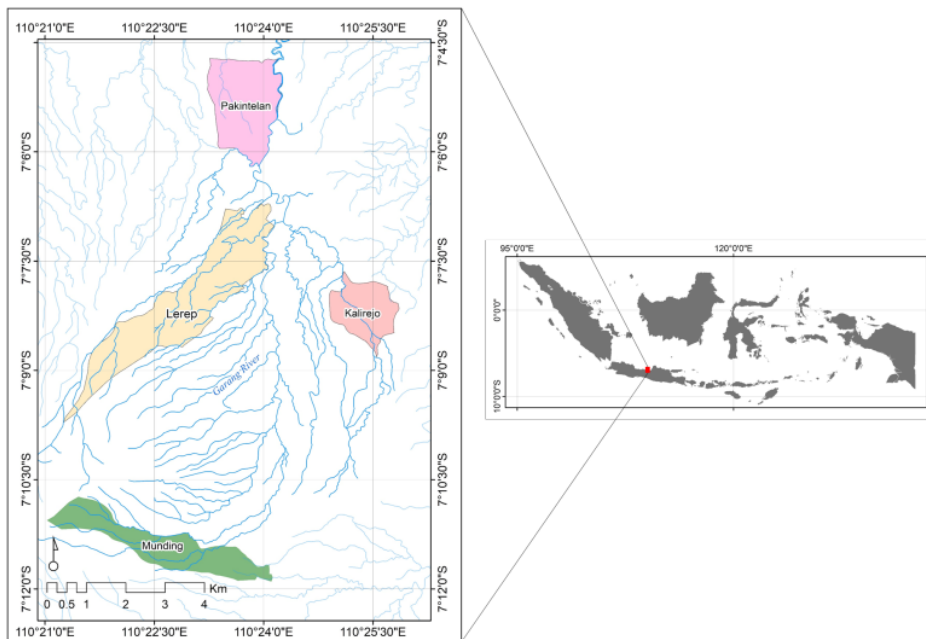 110°21'0"E 110°22'30"E 110°24'0"E 110°25'30"E
7°4'30"S 7°4'30"S
Pakintelan
7°6'0"S 7°6'0"S
7°7'30"S 7°7'30"S
Lerep
Kalirejo
7°9'0"S 7°9'0"S
Garang River
7°10'30"S 7°10'30"S
Munding
Km
0 0.5 1 2 3 4
7°12'0"S 7°12'0"S
110°21'0"E 110°22'30"E 110°24'0"E 110°25'30"E
95°0'0"E 120°0'0"E
0°0'0"
10°0'0"S